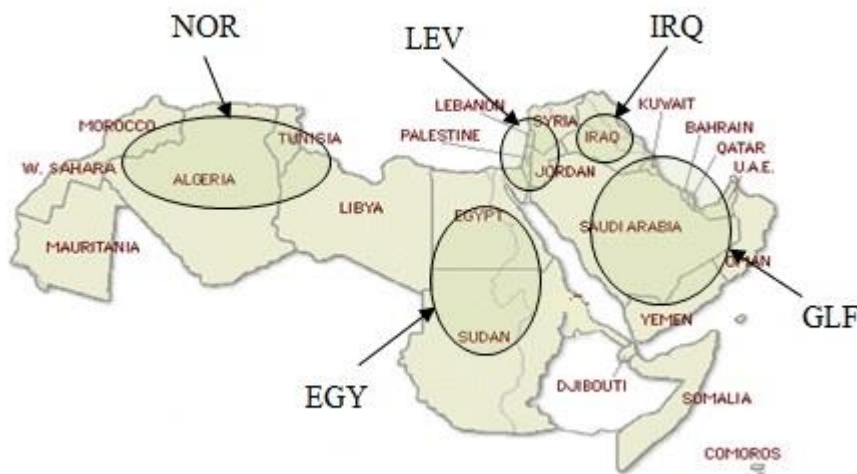 NOR
LEV
IRQ
LEBANON
KUWAIT
MOROCCO
TUNISIA
SYRIA
IRAQ
BAHRAIN
PALESTINE
QATAR
W. SAHARA
ALGERIA
JORDAN
U.A.E.
LIBYA
EGYPT
SAUDI ARABIA
MAURITANIA
OMAN
YEMEN
GLF
SUDAN
EGY
DJIBOUTI
SOMALIA
COMOROS